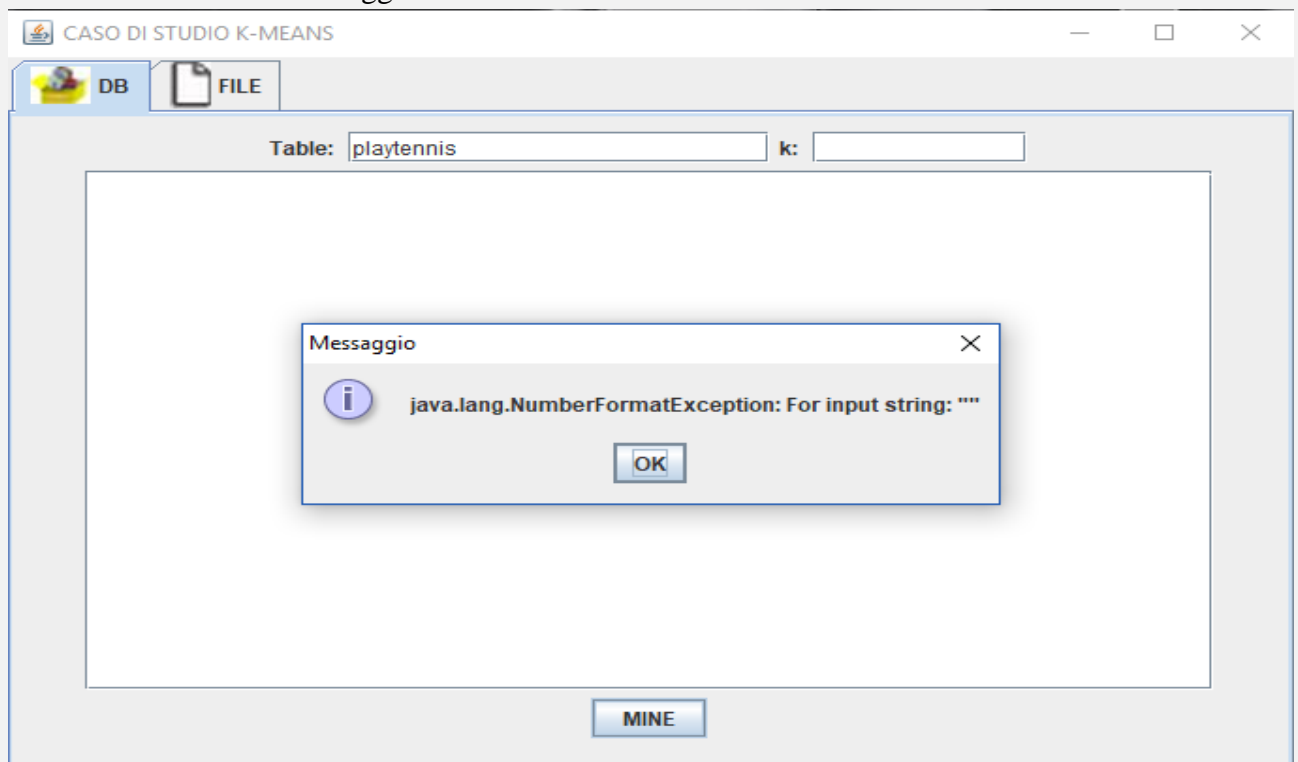 CASO DI STUDIO K-MEANS
DB FILE
Table: playtennis k:
Messaggio
i java.lang.NumberFormatException: For input string: ""
OK
MINE